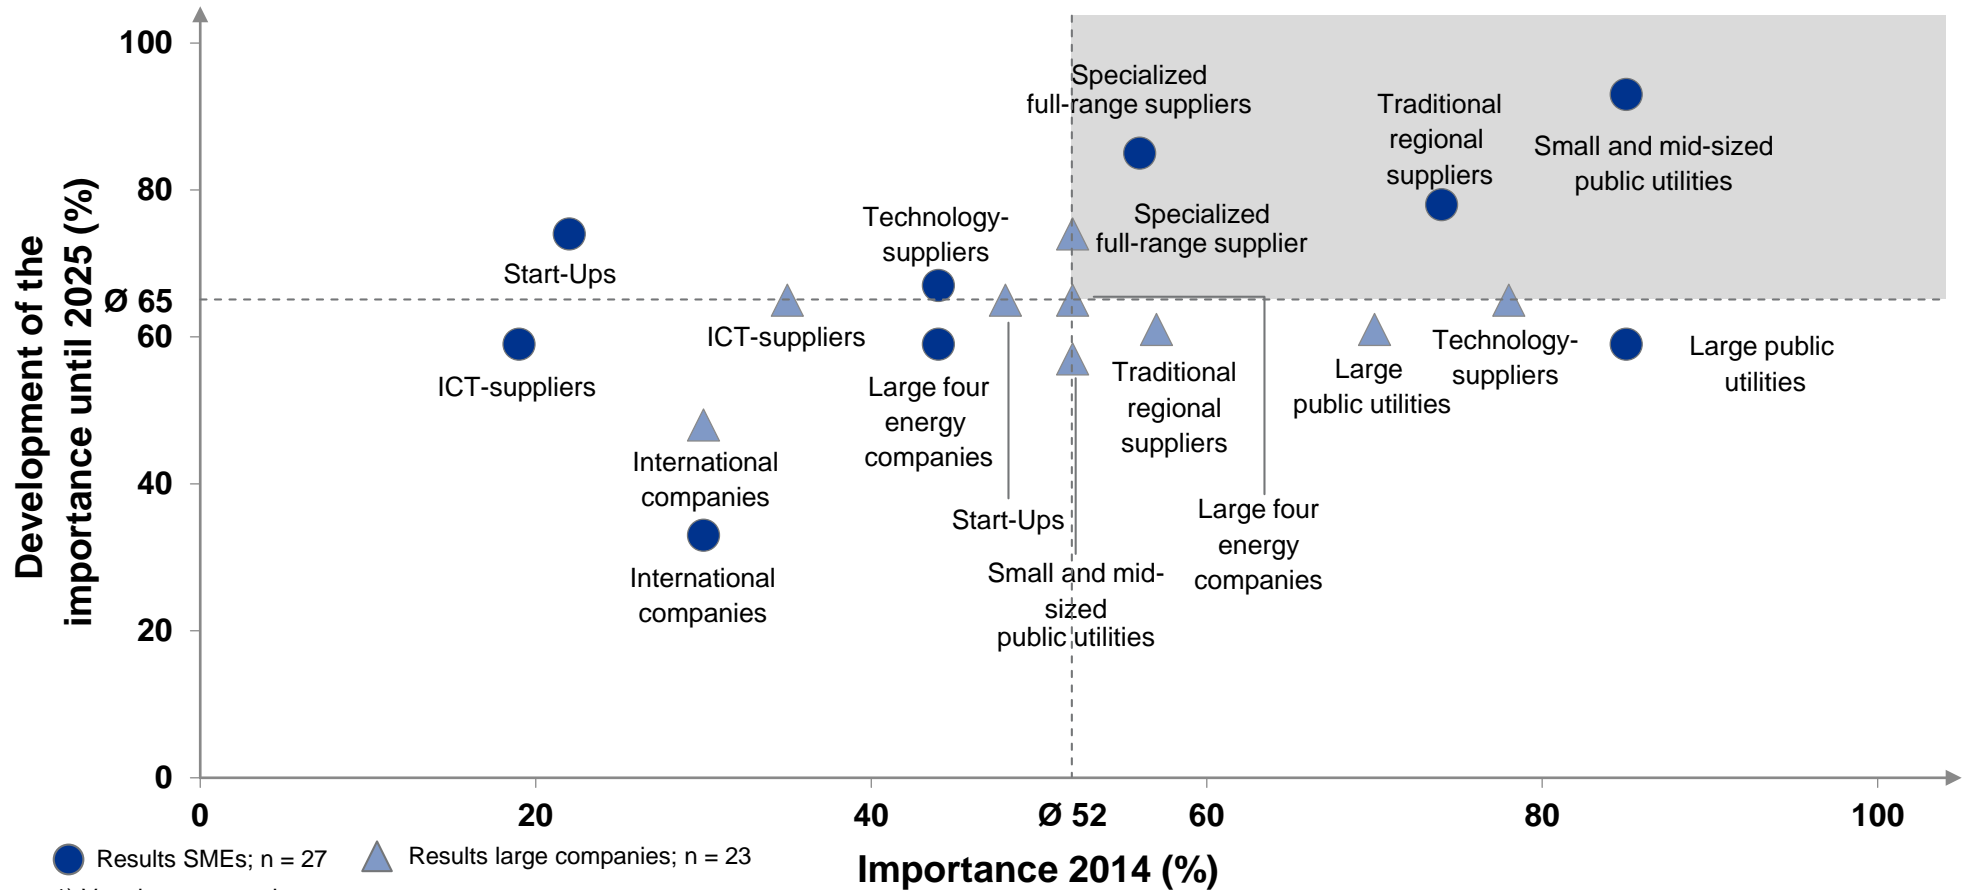 100
80
Ø 65
60
40
20
0
Development of the
importance until 2025 (%)
Specialized
full-range suppliers
Traditional
regional
suppliers
Small and mid-sized
public utilities
Start-Ups
Technology-
suppliers
Specialized
full-range supplier
ICT-suppliers
ICT-suppliers
Large four
energy
companies
Traditional
regional
suppliers
Large
public utilities
Technology-
suppliers
Large public
utilities
International
companies
Start-Ups
Large four
energy
companies
International
companies
Small and mid-
sized
public utilities
0
20
40
Ø 52
60
80
100
Importance 2014 (%)
Results SMEs; n = 27
Results large companies; n = 23